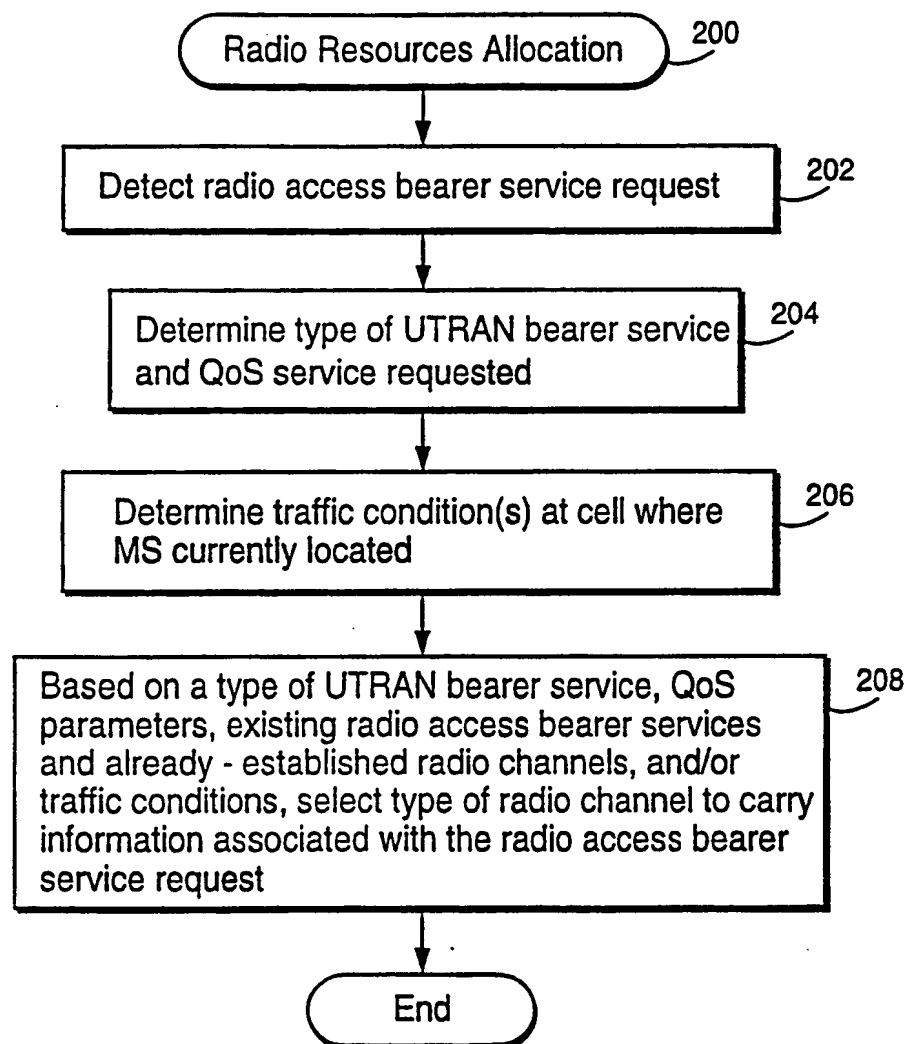 Radio Resources Allocation
200
Detect radio access bearer service request
202
Determine type of UTRAN bearer service
and QoS service requested
204
Determine traffic condition(s) at cell where
MS currently located
206
Based on a type of UTRAN bearer service, QoS
parameters, existing radio access bearer services
and already - established radio channels, and/or
traffic conditions, select type of radio channel to carry
information associated with the radio access bearer
service request
208
End